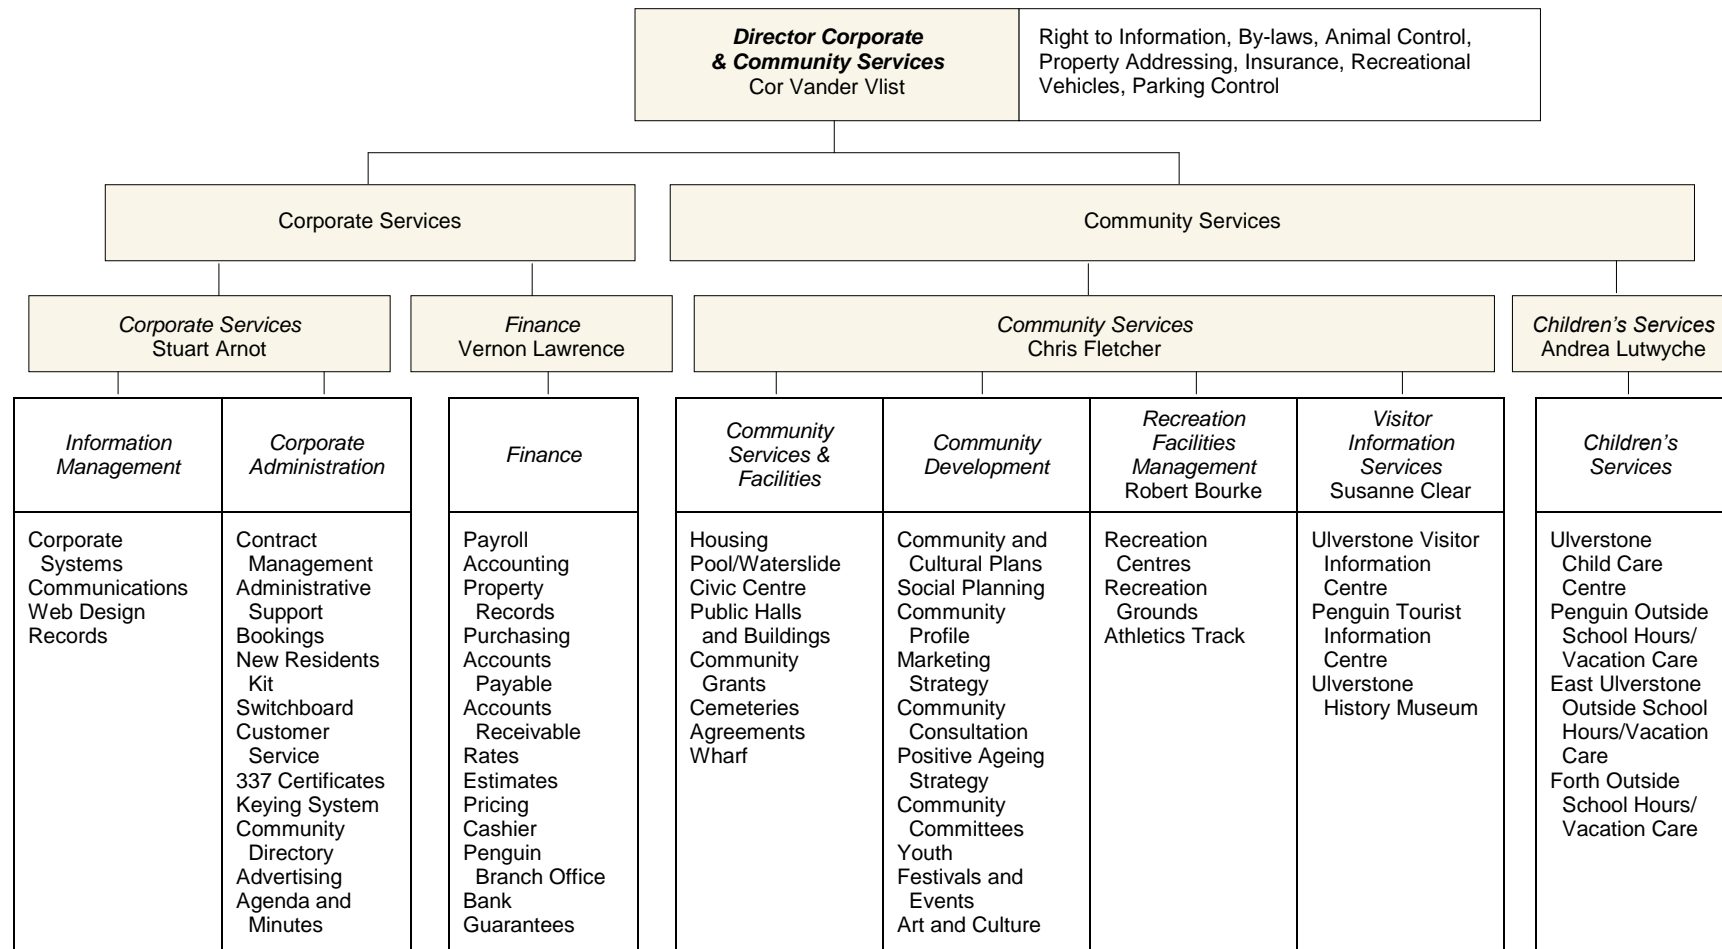 Director Corporate
& Community Services
Cor Vander Vlist
Right to Information, By-laws, Animal Control,
Property Addressing, Insurance, Recreational
Vehicles, Parking Control
Corporate Services
Community Services
Corporate Services
Stuart Arnot
Finance
Vernon Lawrence
Community Services
Chris Fletcher
Children's Services
Andrea Lutwyche
Information
Management
Corporate
Administration
Finance
Community
Services &
Facilities
Community
Development
Recreation
Facilities
Management
Robert Bourke
Visitor
Information
Services
Susanne Clear
Children's
Services
Corporate
Systems
Communications
Web Design
Records
Contract
Management
Administrative
Support
Bookings
New Residents
Kit
Switchboard
Customer
Service
337 Certificates
Keying System
Community
Directory
Advertising
Agenda and
Minutes
Payroll
Accounting
Property
Records
Purchasing
Accounts
Payable
Accounts
Receivable
Rates
Estimates
Pricing
Cashier
Penguin
Branch Office
Bank
Guarantees
Housing
Pool/Waterslide
Civic Centre
Public Halls
and Buildings
Community
Grants
Cemeteries
Agreements
Wharf
Community and
Cultural Plans
Social Planning
Community
Profile
Marketing
Strategy
Community
Consultation
Positive Ageing
Strategy
Community
Committees
Youth
Festivals and
Events
Art and Culture
Recreation
Centres
Recreation
Grounds
Athletics Track
Ulverstone Visitor
Information
Centre
Penguin Tourist
Information
Centre
Ulverstone
History Museum
Ulverstone
Child Care
Centre
Penguin Outside
School Hours/
Vacation Care
East Ulverstone
Outside School
Hours/Vacation
Care
Forth Outside
School Hours/
Vacation Care